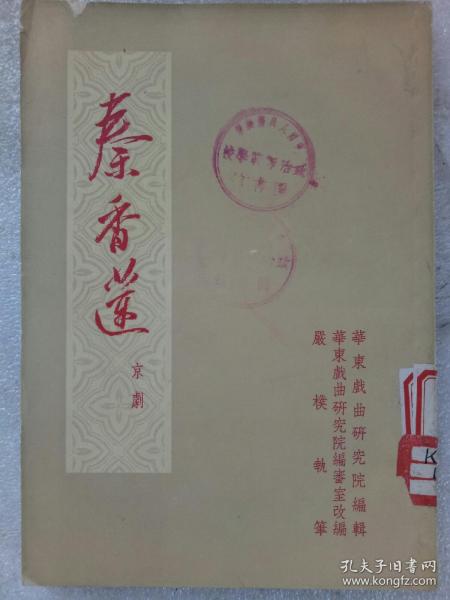 秦香蓮
京劇
華東戲曲研究院編輯
華東戲曲研究院編審室改編
嚴樸執筆
孔夫子旧书网
www.kongfz.com